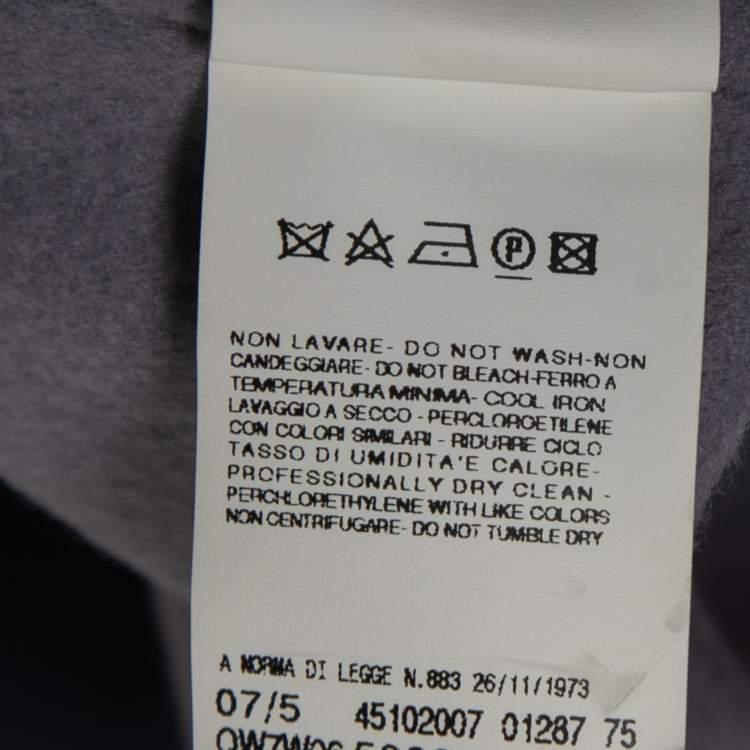 P
NON LAVARE- DO NOT WASH-NON
CANDEGGIARE- DO NOT BLEACH-FERRO A
TEMPERATURA MINIMA- COOL IRON
LAVAGGIO A SECCO - PERCLOROETILENE
CON COLORI SIMILARI - RIDURRE CICLO
TASSO DI UMIDITA'E CALORE-
PROFESSIONALLY DRY CLEAN -
PERCHLORETHYLENE WITH LIKE COLORS
NON CENTRIFUGARE- DO NOT TUMBLE DRY
A NORMA DI LEGGE N.883 26/11/1973
07/5 45102007 01287 75